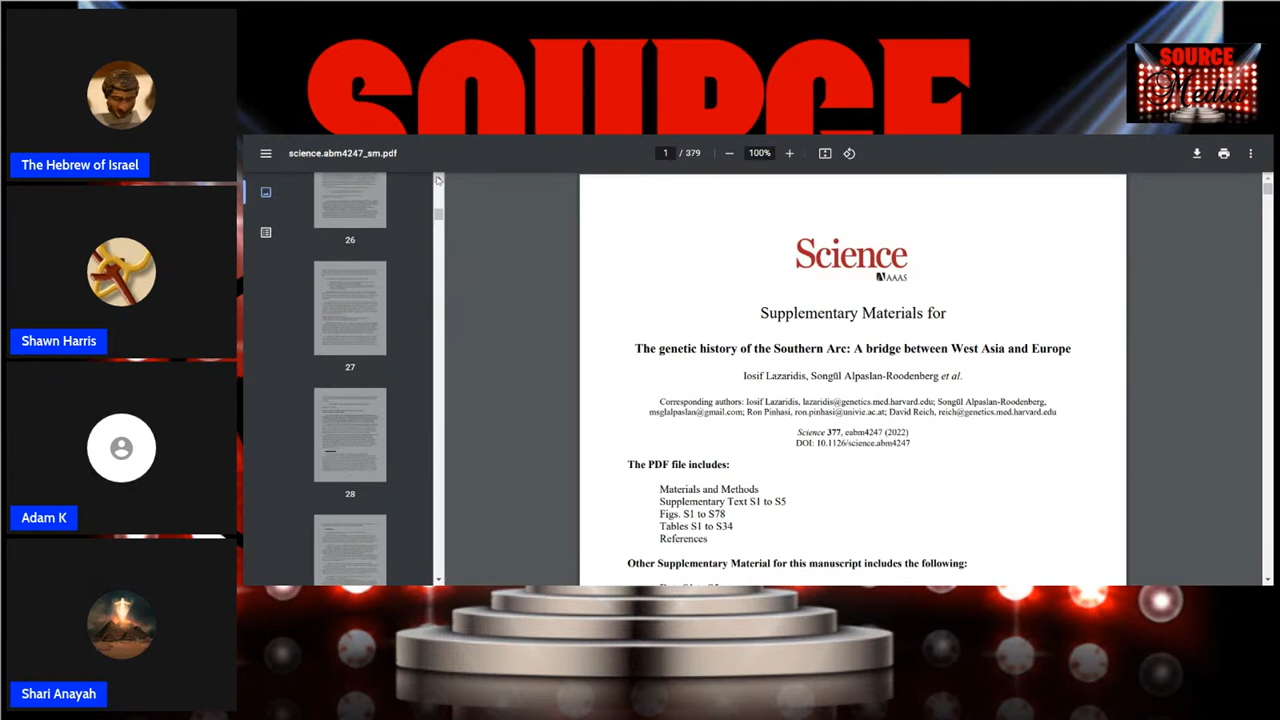 SOURCE
SOURCE
Media
The Hebrew of Israel
Shawn Harris
Adam K
Shari Anayah
science.abm4247_sm.pdf
1 / 379
100%
26
27
28
Science
AAAS
Supplementary Materials for
The genetic history of the Southern Arc: A bridge between West Asia and Europe
Iosif Lazaridis, Songül Alpaslan-Roodenberg et al.
Corresponding authors: Iosif Lazaridis, lazaridis@genetics.med.harvard.edu; Songül Alpaslan-Roodenberg,
msglalpaslan@gmail.com; Ron Pinhasi, ron.pinhasi@univie.ac.at; David Reich, reich@genetics.med.harvard.edu
Science 377, eabm4247 (2022)
DOI: 10.1126/science.abm4247
The PDF file includes:
Materials and Methods
Supplementary Text S1 to S5
Figs. S1 to S78
Tables S1 to S34
References
Other Supplementary Material for this manuscript includes the following: